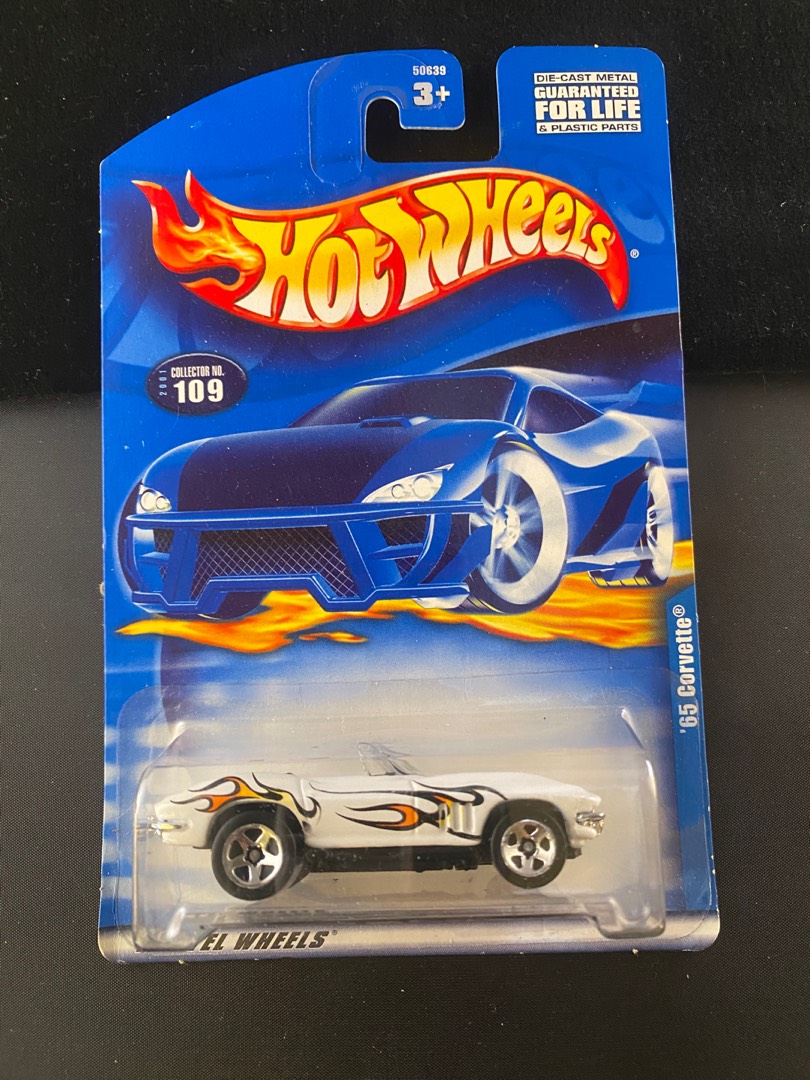 50639
3+
DIE-CAST METAL
GUARANTEED
FOR LIFE
& PLASTIC PARTS
HOT WHEELS®
2001
COLLECTOR NO.
109
'65 Corvette®
EL WHEELS®